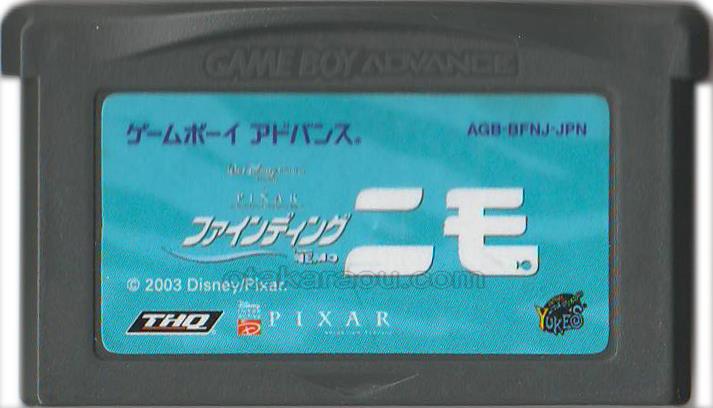 GAME BOY ADVANCE
ゲームボーイ アドバンス® AGB-BFNJ-JPN
PIXAR
ファインディング ニモ
otakaraou.com
© 2003 Disney/Pixar.
THQ PIXAR YUKE'S